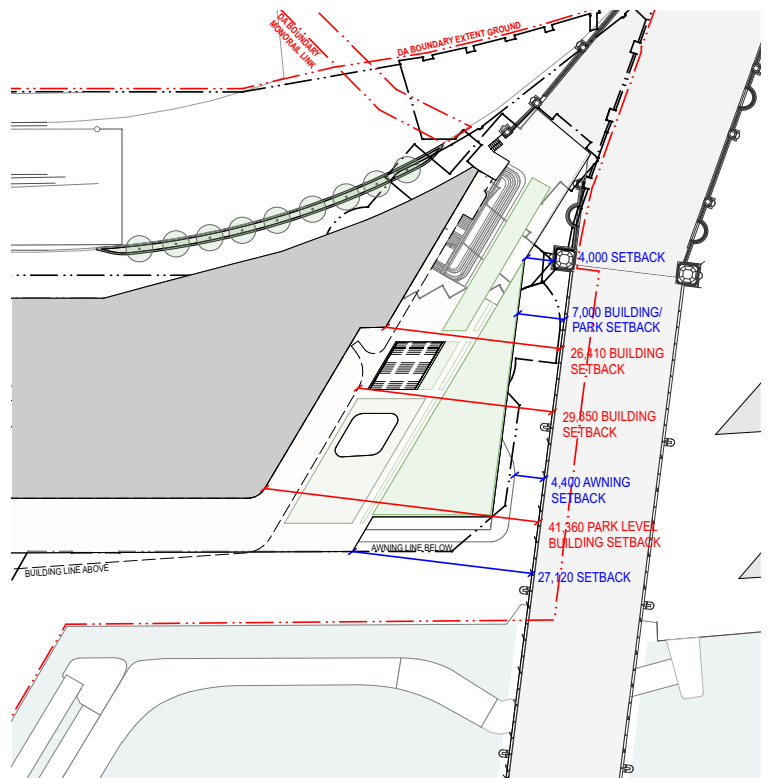 DA BOUNDARY
MONORAIL LINK
DA BOUNDARY EXTENT GROUND
4,000 SETBACK
7,000 BUILDING/
PARK SETBACK
26,410 BUILDING
SETBACK
29,850 BUILDING
SETBACK
4,400 AWNING
SETBACK
41,360 PARK LEVEL
BUILDING SETBACK
AWNING LINE BELOW
BUILDING LINE ABOVE
27,120 SETBACK